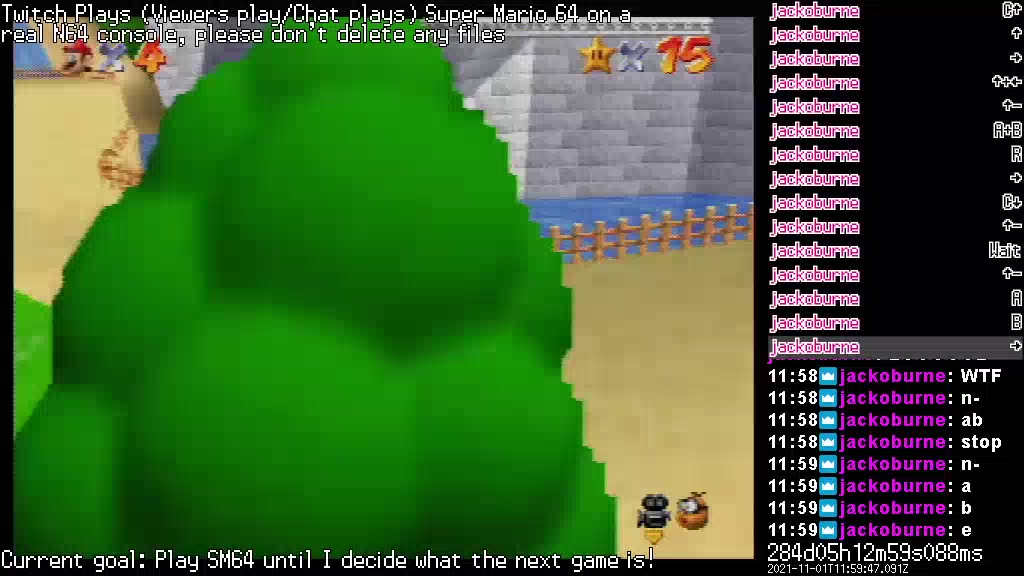 Twitch Plays (Viewers play/Chat plays) Super Mario 64 on a
real N64 console, please don't delete any files
4
15
jackoburne C↑
jackoburne ↑
jackoburne →
jackoburne
jackoburne ↑-
jackoburne A+B
jackoburne R
jackoburne →
jackoburne C↓
jackoburne ↑-
jackoburne Wait
jackoburne ↑-
jackoburne A
jackoburne B
jackoburne →
11:58 jackoburne: WTF
11:58 jackoburne: n-
11:58 jackoburne: ab
11:58 jackoburne: stop
11:59 jackoburne: n-
11:59 jackoburne: a
11:59 jackoburne: b
11:59 jackoburne: e
Current goal: Play SM64 until I decide what the next game is!
284d05h12m59s088ms
2021-11-01T11:59:47.091Z